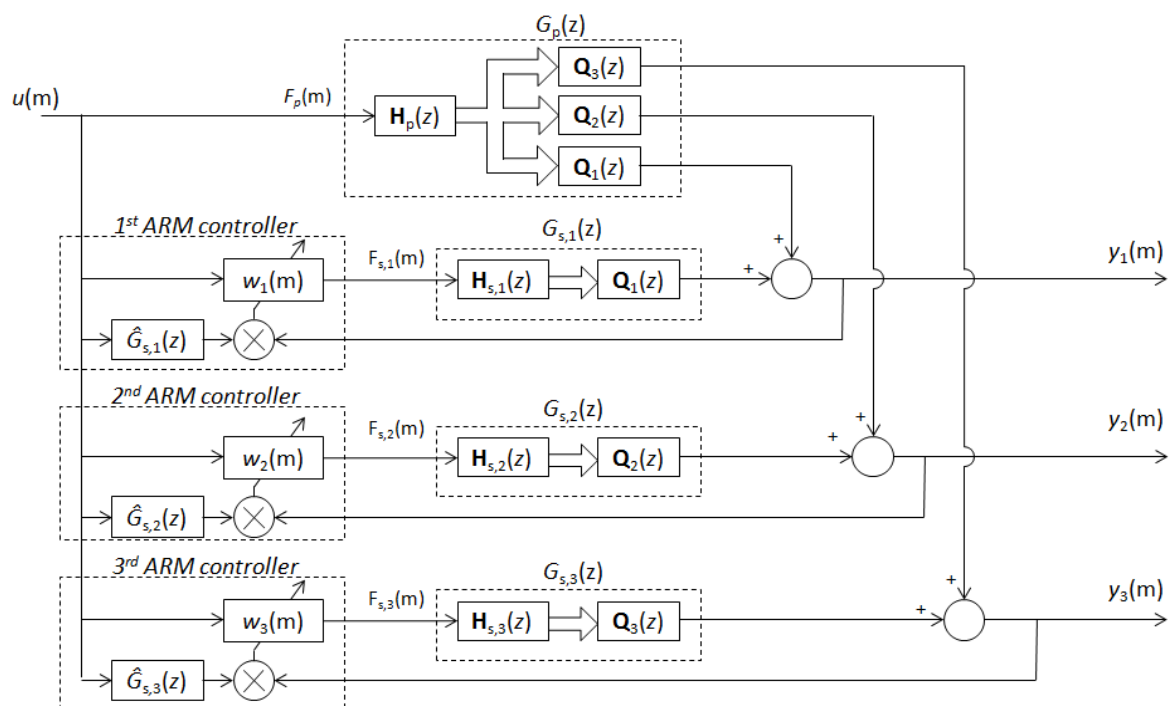 Gp(z)
Q3(z)
u(m)
Fp(m)
Hp(z)
Q2(z)
Q1(z)
1st ARM controller
Gs,1(z)
+
w1(m)
Fs,1(m)
Hs,1(z)
Q1(z)
+
y1(m)
Ĝs,1(z)
2nd ARM controller
Gs,2(z)
+
w2(m)
Fs,2(m)
Hs,2(z)
Q2(z)
+
y2(m)
Ĝs,2(z)
3rd ARM controller
Gs,3(z)
+
w3(m)
Fs,3(m)
Hs,3(z)
Q3(z)
+
y3(m)
Ĝs,3(z)